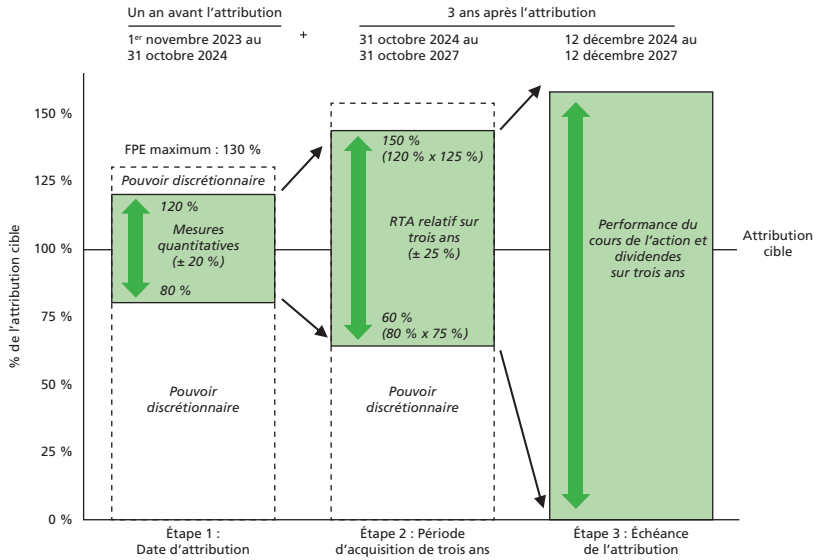 Un an avant l'attribution
3 ans après l'attribution
1er novembre 2023 au
31 octobre 2024
+
31 octobre 2024 au
31 octobre 2027
12 décembre 2024 au
12 décembre 2027
% de l'attribution cible
150 %
125 %
100 %
75 %
50 %
25 %
0 %
FPE maximum : 130 %
Pouvoir discrétionnaire
120 %
Mesures
quantitatives
(± 20 %)
80 %
Pouvoir
discrétionnaire
150 %
(120 % x 125 %)
RTA relatif sur
trois ans
(± 25 %)
60 %
(80 % x 75 %)
Pouvoir
discrétionnaire
Performance du
cours de l'action et
dividendes
sur trois ans
Attribution
cible
Étape 1 :
Date d'attribution
Étape 2 : Période
d'acquisition de trois ans
Étape 3 : Échéance
de l'attribution